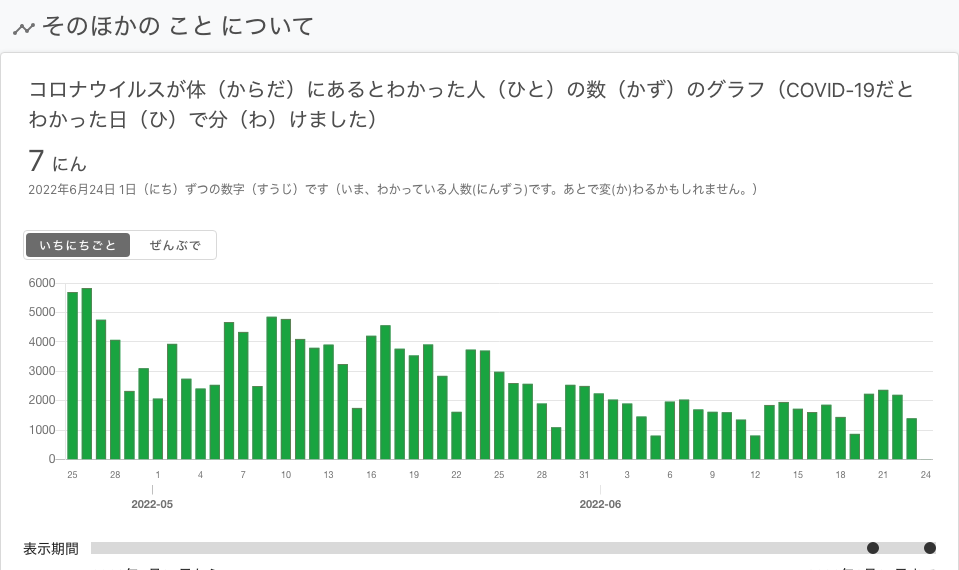 そのほかの こと について
コロナウイルスが体（からだ）にあるとわかった人（ひと）の数（かず）のグラフ（COVID-19だと
わかった日（ひ）で分（わ）けました）
7 にん
2022年6月24日 1日（にち）ずつの数字（すうじ）です（いま、わかっている人数(にんずう)です。あとで変(か)わるかもしれません。）
いちにちごと ぜんぶで
6000
5000
4000
3000
2000
1000
0
25 28 1 4 7 10 13 16 19 22 25 28 31 3 6 9 12 15 18 21 24
2022-05 2022-06
表示期間